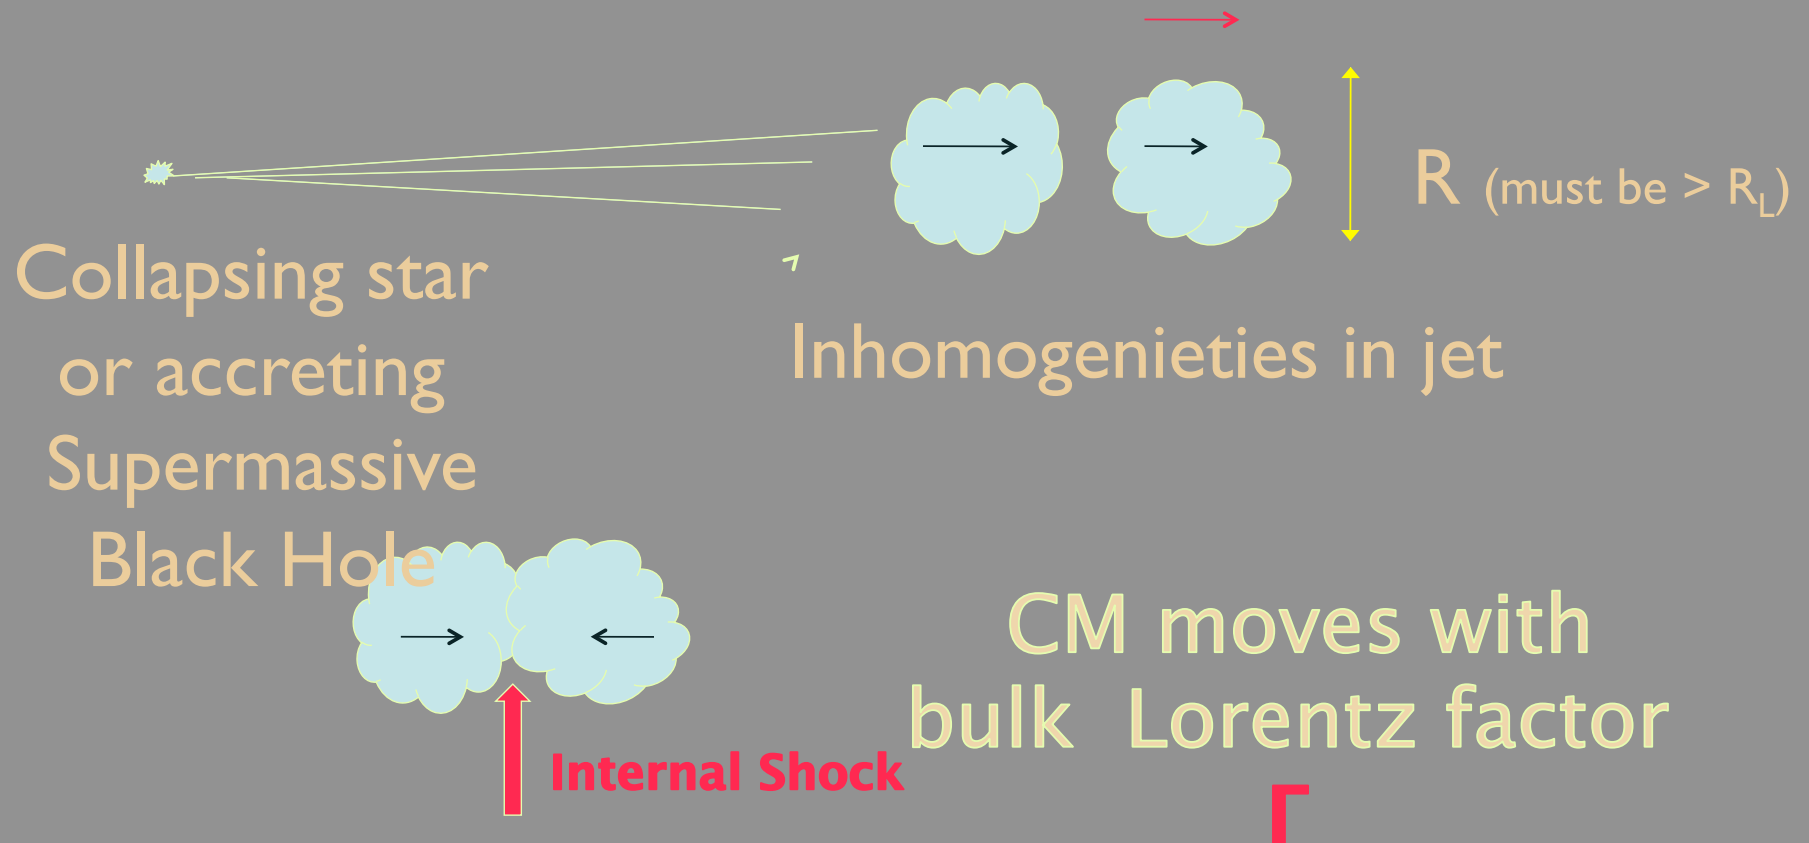 R (must be > R_L)
Collapsing star
or accreting
Supermassive
Black Hole
Inhomogenieties in jet
CM moves with
bulk Lorentz factor
Γ
Internal Shock